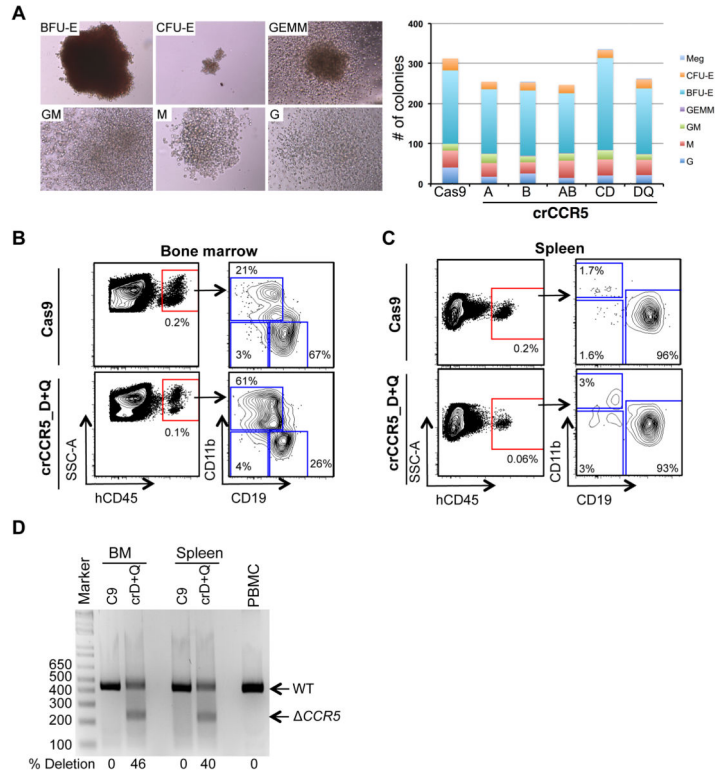 A
BFU-E
CFU-E
GEMM
GM
M
G
# of colonies
400
300
200
100
0
Cas9
A
B
AB
CD
DQ
crCCR5
Meg
CFU-E
BFU-E
GEMM
GM
M
G
B
Bone marrow
Cas9
0.2%
21%
3%
67%
crCCR5_D+Q
SSC-A
0.1%
hCD45
CD11b
61%
4%
26%
CD19
C
Spleen
Cas9
0.2%
1.7%
1.6%
96%
crCCR5_D+Q
SSC-A
0.06%
hCD45
CD11b
3%
3%
93%
CD19
D
BM
Spleen
Marker
C9
crD+Q
C9
crD+Q
PBMC
650
500
400
300
200
100
WT
ΔCCR5
% Deletion 0 46 0 40 0